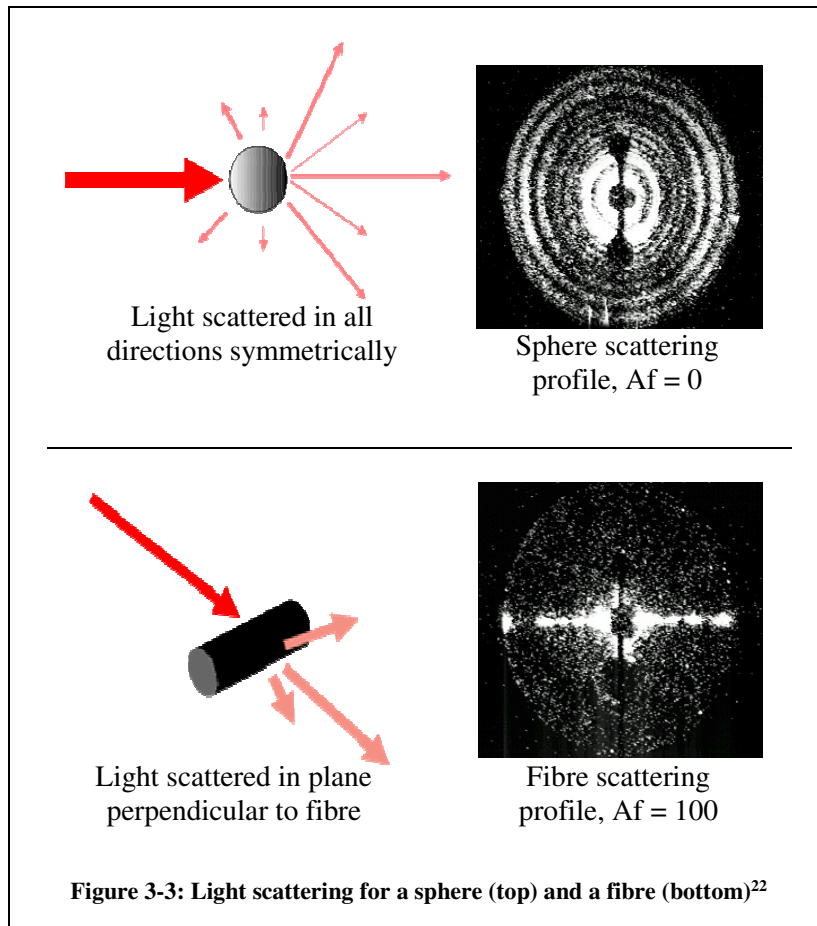 Light scattered in all
directions symmetrically
Sphere scattering
profile, Af = 0
Light scattered in plane
perpendicular to fibre
Fibre scattering
profile, Af = 100
Figure 3-3: Light scattering for a sphere (top) and a fibre (bottom)²²